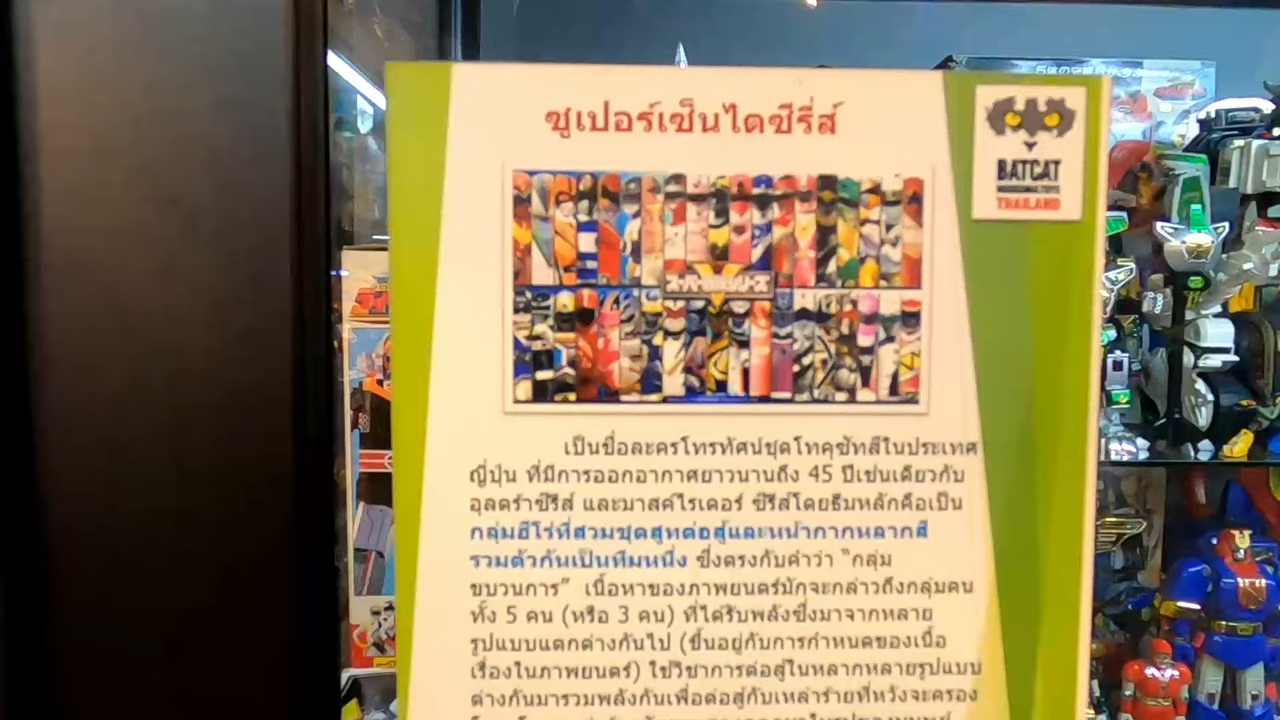 ซูเปอร์เซ็นไตซีรี่ส์
BATCAT
THAILAND
เป็นชื่อละครโทรทัศน์ชุดโทคุซัทสึในประเทศ
ญี่ปุ่น ที่มีการออกอากาศยาวนานถึง 45 ปีเช่นเดียวกับ
อุลตร้าซีรีส์ และมาสค์ไรเดอร์ ซีรีส์โดยธีมหลักคือเป็น
กลุ่มฮีโร่ที่สวมชุดสูทต่อสู้และหน้ากากหลากสี
รวมตัวกันเป็นทีมหนึ่ง ซึ่งตรงกับคำว่า “กลุ่ม
ขบวนการ” เนื้อหาของภาพยนตร์มักจะกล่าวถึงกลุ่มคน
ทั้ง 5 คน (หรือ 3 คน) ที่ได้รับพลังซึ่งมาจากหลาย
รูปแบบแตกต่างกันไป (ขึ้นอยู่กับการกำหนดของเนื้อ
เรื่องในภาพยนตร์) ใช้วิชาการต่อสู้ในหลากหลายรูปแบบ
ต่างกันมารวมพลังกันเพื่อต่อสู้กับเหล่าร้ายที่หวังจะครอง